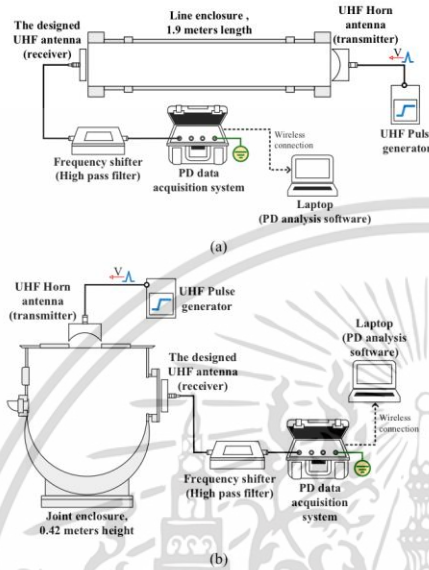 Line enclosure ,
1.9 meters length
The designed
UHF antenna
(receiver)
UHF Horn
antenna
(transmitter)
V
UHF Pulse
generator
Wireless
connection
Frequency shifter
(High pass filter)
PD data
acquisition system
Laptop
(PD analysis software)
(a)
V
UHF Horn
antenna
(transmitter)
UHF Pulse
generator
Laptop
(PD analysis
software)
The designed
UHF antenna
(receiver)
Wireless
connection
Frequency shifter
(High pass filter)
PD data
acquisition
system
Joint enclosure,
0.42 meters height
(b)